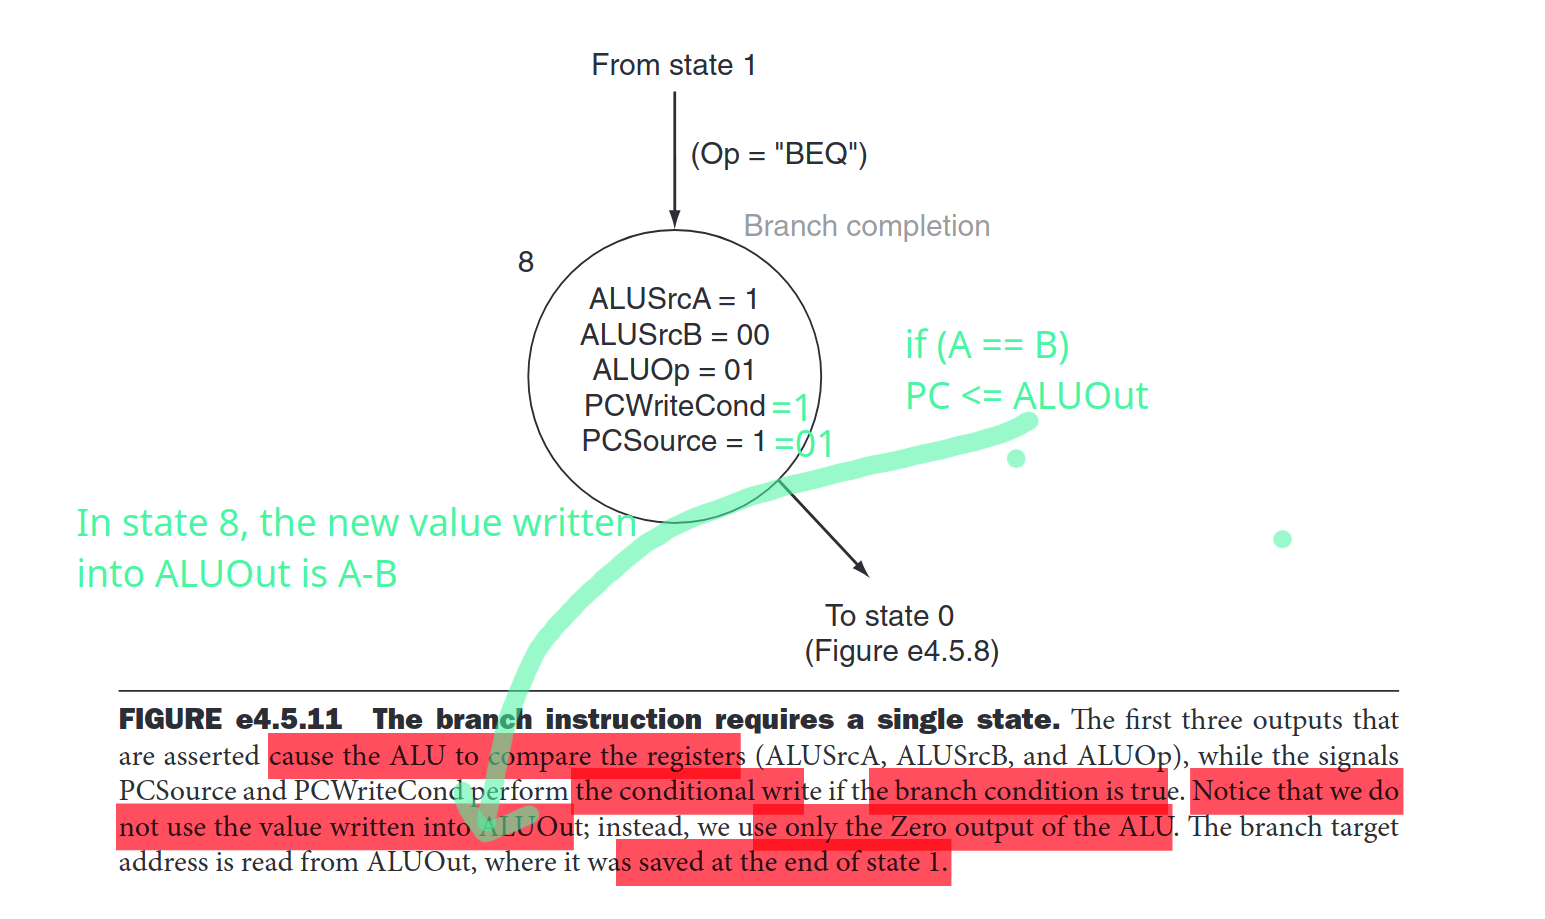 From state 1
(Op = "BEQ")
Branch completion
8
ALUSrcA = 1
ALUSrcB = 00
ALUOp = 01
PCWriteCond =1
PCSource = 1 =01
if (A == B)
PC <= ALUOut
In state 8, the new value written
into ALUOut is A-B
To state 0
(Figure e4.5.8)
FIGURE e4.5.11 The branch instruction requires a single state. The first three outputs that
are asserted cause the ALU to compare the registers (ALUSrcA, ALUSrcB, and ALUOp), while the signals
PCSource and PCWriteCond perform the conditional write if the branch condition is true. Notice that we do
not use the value written into ALUOut; instead, we use only the Zero output of the ALU. The branch target
address is read from ALUOut, where it was saved at the end of state 1.